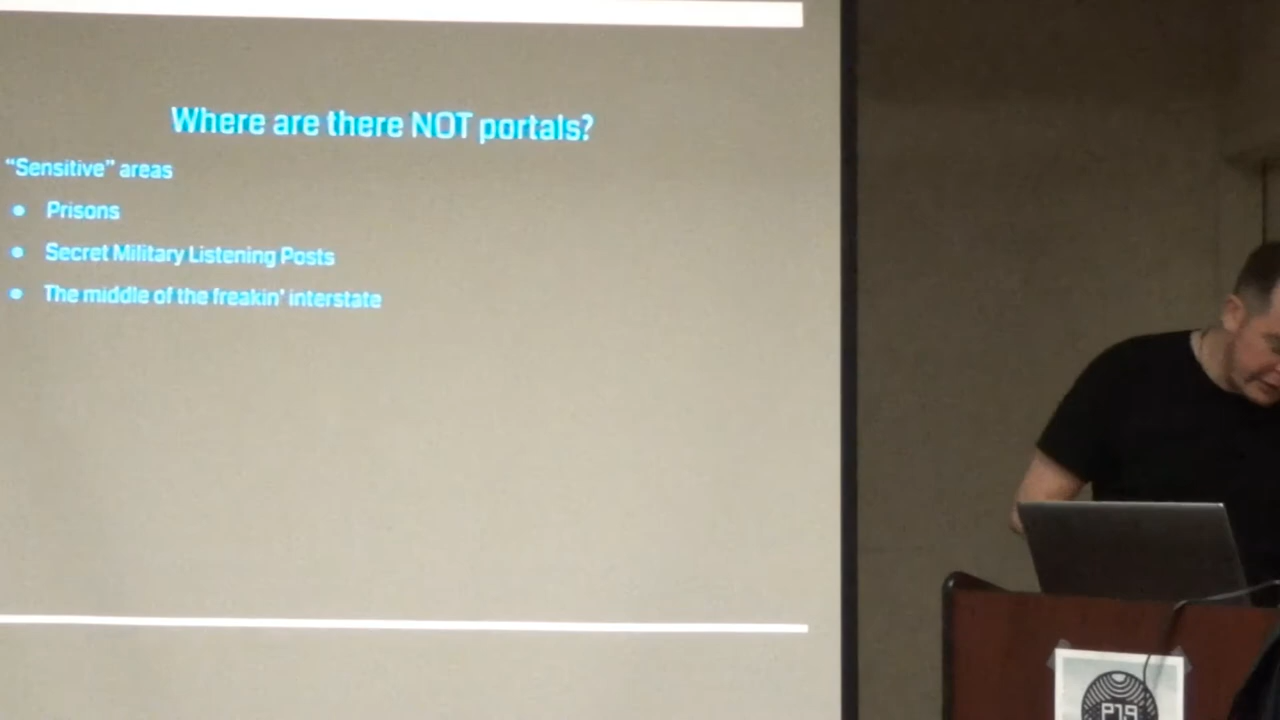 Where are there NOT portals?
“Sensitive” areas
• Prisons
• Secret Military Listening Posts
• The middle of the freakin’ interstate
P19